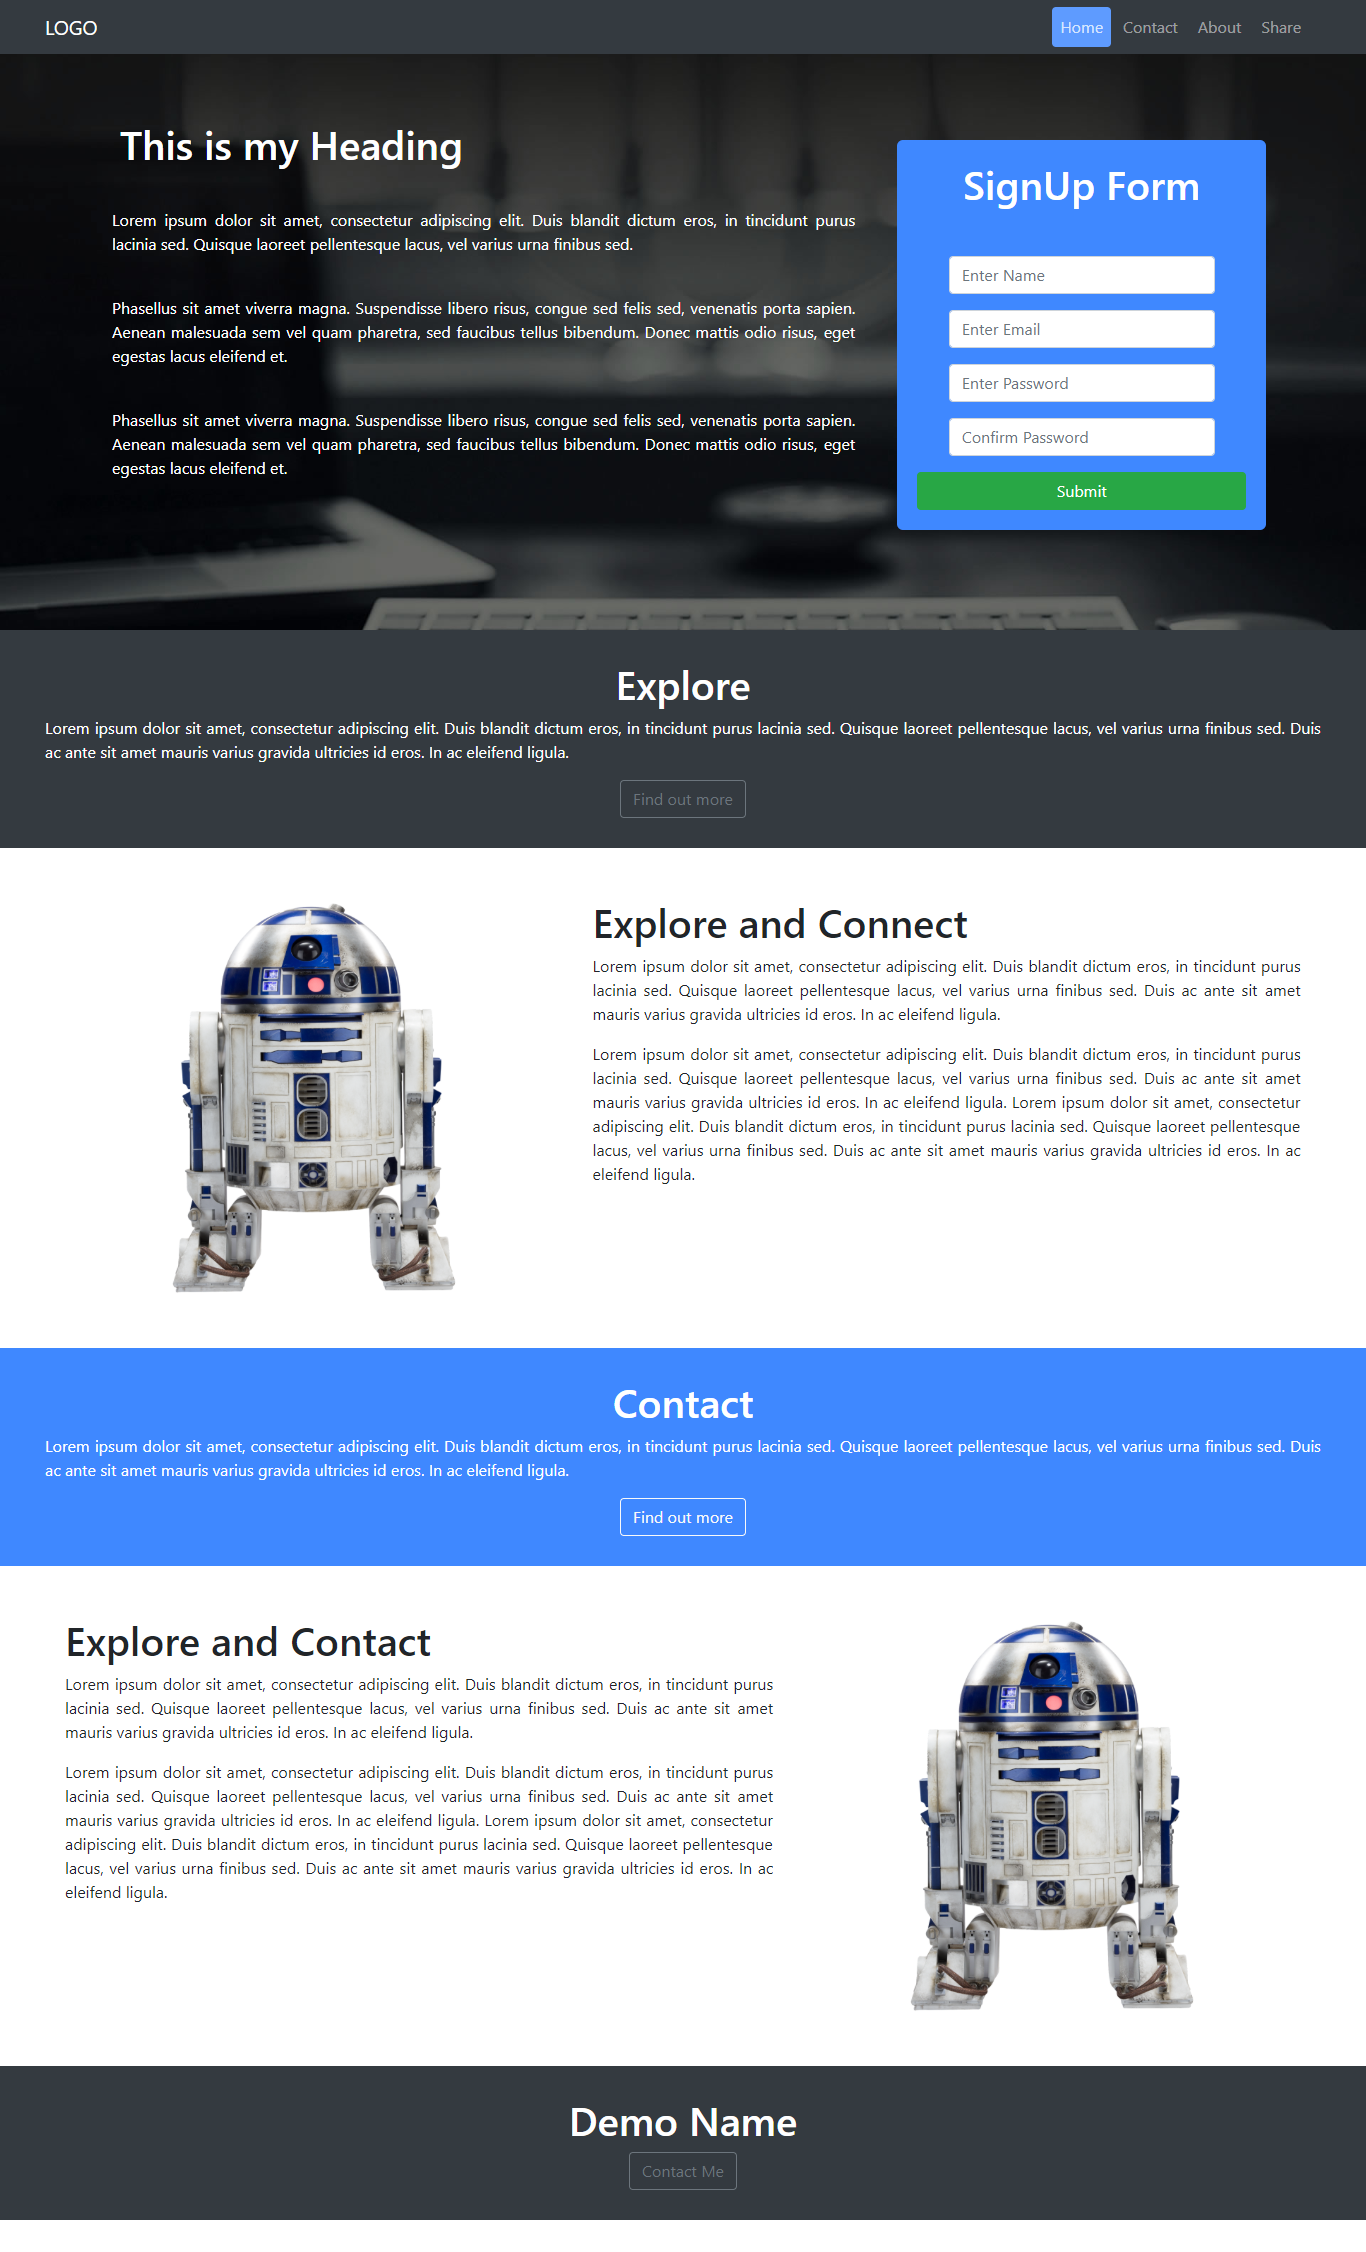 LOGO
Home Contact About Share
This is my Heading
Lorem ipsum dolor sit amet, consectetur adipiscing elit. Duis blandit dictum eros, in tincidunt purus
lacinia sed. Quisque laoreet pellentesque lacus, vel varius urna finibus sed.
Phasellus sit amet viverra magna. Suspendisse libero risus, congue sed felis sed, venenatis porta sapien.
Aenean malesuada sem vel quam pharetra, sed faucibus tellus bibendum. Donec mattis odio risus, eget
egestas lacus eleifend et.
Phasellus sit amet viverra magna. Suspendisse libero risus, congue sed felis sed, venenatis porta sapien.
Aenean malesuada sem vel quam pharetra, sed faucibus tellus bibendum. Donec mattis odio risus, eget
egestas lacus eleifend et.
SignUp Form
Enter Name
Enter Email
Enter Password
Confirm Password
Submit
Explore
Lorem ipsum dolor sit amet, consectetur adipiscing elit. Duis blandit dictum eros, in tincidunt purus lacinia sed. Quisque laoreet pellentesque lacus, vel varius urna finibus sed. Duis
ac ante sit amet mauris varius gravida ultricies id eros. In ac eleifend ligula.
Find out more
Explore and Connect
Lorem ipsum dolor sit amet, consectetur adipiscing elit. Duis blandit dictum eros, in tincidunt purus
lacinia sed. Quisque laoreet pellentesque lacus, vel varius urna finibus sed. Duis ac ante sit amet
mauris varius gravida ultricies id eros. In ac eleifend ligula.
Lorem ipsum dolor sit amet, consectetur adipiscing elit. Duis blandit dictum eros, in tincidunt purus
lacinia sed. Quisque laoreet pellentesque lacus, vel varius urna finibus sed. Duis ac ante sit amet
mauris varius gravida ultricies id eros. In ac eleifend ligula. Lorem ipsum dolor sit amet, consectetur
adipiscing elit. Duis blandit dictum eros, in tincidunt purus lacinia sed. Quisque laoreet pellentesque
lacus, vel varius urna finibus sed. Duis ac ante sit amet mauris varius gravida ultricies id eros. In ac
eleifend ligula.
Contact
Lorem ipsum dolor sit amet, consectetur adipiscing elit. Duis blandit dictum eros, in tincidunt purus lacinia sed. Quisque laoreet pellentesque lacus, vel varius urna finibus sed. Duis
ac ante sit amet mauris varius gravida ultricies id eros. In ac eleifend ligula.
Find out more
Explore and Contact
Lorem ipsum dolor sit amet, consectetur adipiscing elit. Duis blandit dictum eros, in tincidunt purus
lacinia sed. Quisque laoreet pellentesque lacus, vel varius urna finibus sed. Duis ac ante sit amet
mauris varius gravida ultricies id eros. In ac eleifend ligula.
Lorem ipsum dolor sit amet, consectetur adipiscing elit. Duis blandit dictum eros, in tincidunt purus
lacinia sed. Quisque laoreet pellentesque lacus, vel varius urna finibus sed. Duis ac ante sit amet
mauris varius gravida ultricies id eros. In ac eleifend ligula. Lorem ipsum dolor sit amet, consectetur
adipiscing elit. Duis blandit dictum eros, in tincidunt purus lacinia sed. Quisque laoreet pellentesque
lacus, vel varius urna finibus sed. Duis ac ante sit amet mauris varius gravida ultricies id eros. In ac
eleifend ligula.
Demo Name
Contact Me